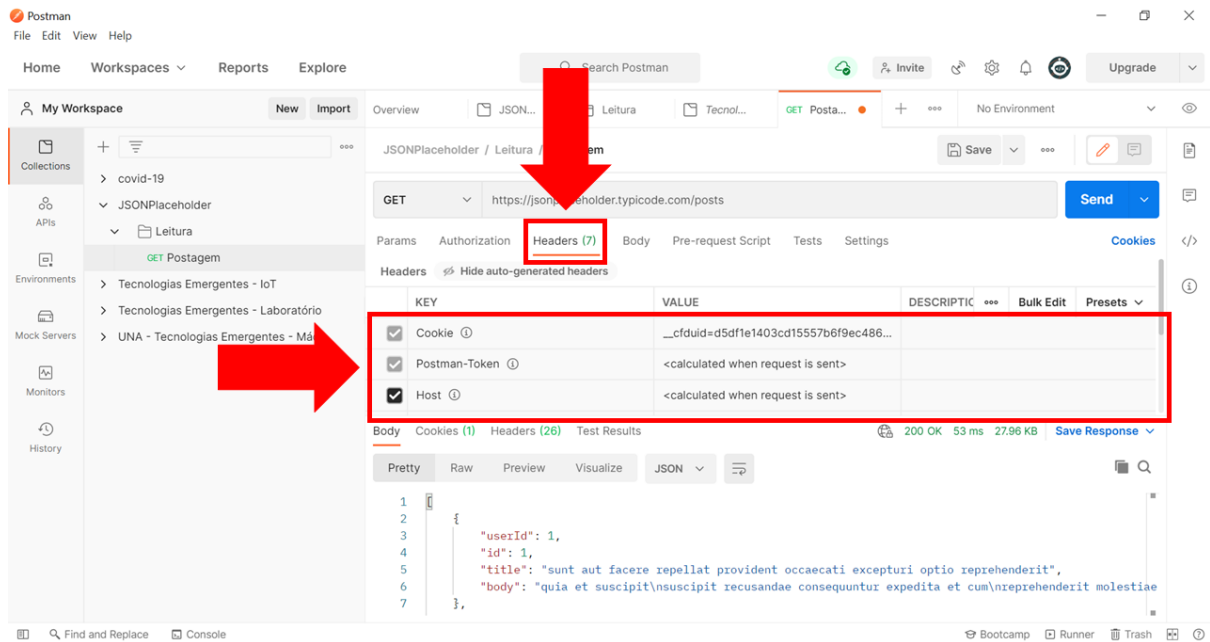 Postman
File Edit View Help
Home Workspaces Reports Explore Search Postman Invite Upgrade
My Workspace New Import Overview JSON... Leitura Tecnol... GET Posta... No Environment
Collections
APIs
Environments
Mock Servers
Monitors
History
covid-19
JSONPlaceholder
Leitura
GET Postagem
Tecnologias Emergentes - IoT
Tecnologias Emergentes - Laboratório
UNA - Tecnologias Emergentes -
JSONPlaceholder / Leitura / Save
GET
Send
Params Authorization Headers (7) Body Pre-request Script Tests Settings Cookies
Headers Hide auto-generated headers
KEY VALUE DESCRIPTIC Bulk Edit Presets
Cookie __cfduid=d5df1e1403cd15557b6f9ec486...
Postman-Token <calculated when request is sent>
Host <calculated when request is sent>
Body Cookies (1) Headers (26) Test Results 200 OK 53 ms 27.96 KB Save Response
Pretty Raw Preview Visualize JSON
1 [
2 {
3 "userId": 1,
4 "id": 1,
5 "title": "sunt aut facere repellat provident occaecati excepturi optio reprehenderit",
6 "body": "quia et suscipit\nsuscipit recusandae consequuntur expedita et cum\nreprehenderit molestiae
7 },
Find and Replace Console Bootcamp Runner Trash